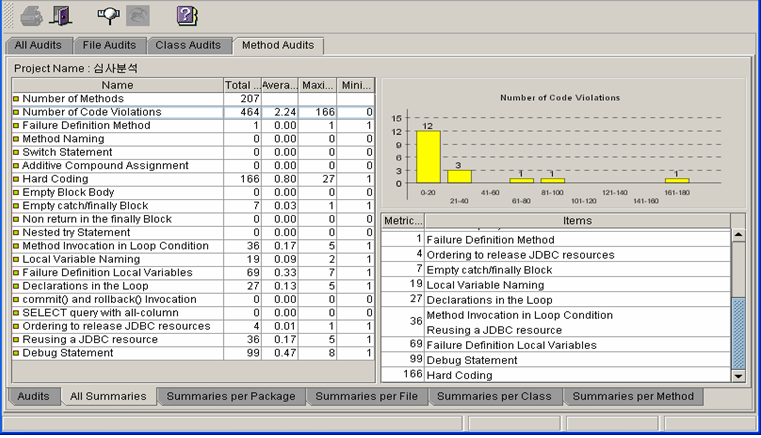 All Audits File Audits Class Audits Method Audits
Project Name : 심사분석
Name Total ... Avera... Maxi... Mini...
Number of Methods 207
Number of Code Violations 464 2.24 166 0
Failure Definition Method 1 0.00 1 1
Method Naming 0 0.00 0 0
Switch Statement 0 0.00 0 0
Additive Compound Assignment 0 0.00 0 0
Hard Coding 166 0.80 27 1
Empty Block Body 0 0.00 0 0
Empty catch/finally Block 7 0.03 1 1
Non return in the finally Block 0 0.00 0 0
Nested try Statement 0 0.00 0 0
Method Invocation in Loop Condition 36 0.17 5 1
Local Variable Naming 19 0.09 2 1
Failure Definition Local Variables 69 0.33 7 1
Declarations in the Loop 27 0.13 5 1
commit() and rollback() Invocation 0 0.00 0 0
SELECT query with all-column 0 0.00 0 0
Ordering to release JDBC resources 4 0.01 1 1
Reusing a JDBC resource 36 0.17 5 1
Debug Statement 99 0.47 8 1
Number of Code Violations
15
12
9
6
3
0
12 3 1 1 1
0-20 41-60 81-100 121-140 161-180
21-40 61-80 101-120 141-160
Metric... Items
1 Failure Definition Method
4 Ordering to release JDBC resources
7 Empty catch/finally Block
19 Local Variable Naming
27 Declarations in the Loop
36 Method Invocation in Loop Condition
Reusing a JDBC resource
69 Failure Definition Local Variables
99 Debug Statement
166 Hard Coding
Audits All Summaries Summaries per Package Summaries per File Summaries per Class Summaries per Method